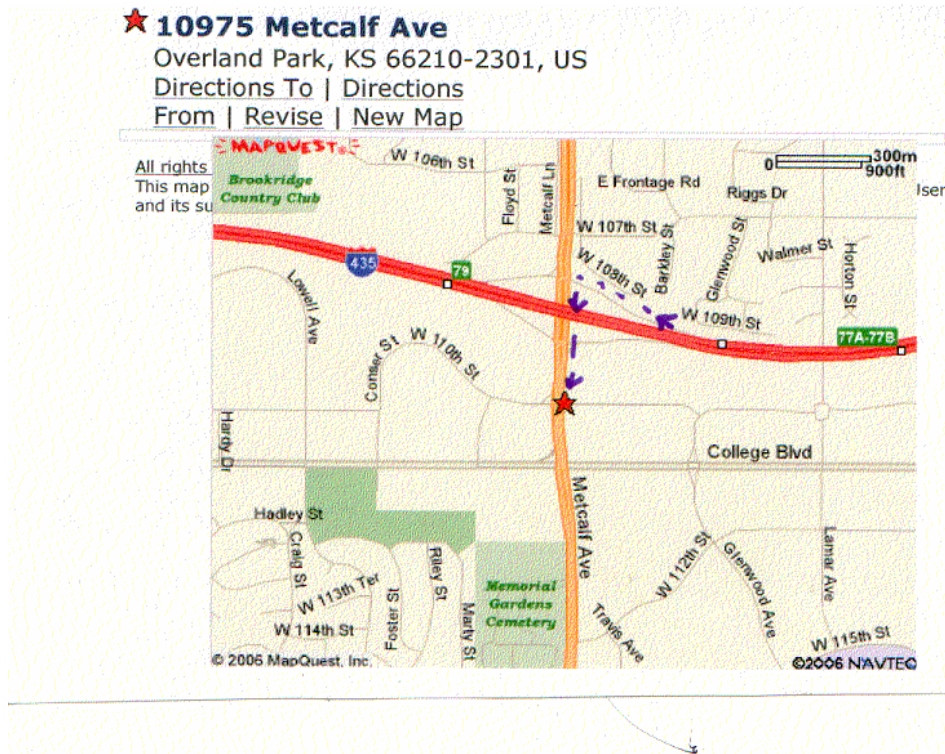 10975 Metcalf Ave
Overland Park, KS 66210-2301, US
Directions To | Directions
From | Revise | New Map
MAPQUEST
All rights
This map
and its su
User
300m
0
900ft
W 106th St
Brookridge
Country Club
Floyd St
Metcalf Ln
E Frontage Rd
Riggs Dr
W 107th St
Barkley St
Glenwood St
Walmer St
Horton St
435
79
W 108th St
W 109th St
77A-77B
Lowell Ave
W 110th St
Conser St
Hardy Dr
College Blvd
Metcalf Ave
Hadley St
Craig St
W 113th Ter
W 114th St
Foster St
Riley St
Marty St
Memorial
Gardens
Cemetery
Travis Ave
W 112th St
Glenwood Ave
Lamar Ave
W 115th St
© 2006 MapQuest, Inc.
©2006 NAVTEQ